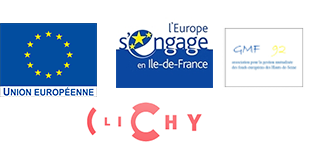 UNION EUROPÉENNE
l'Europe
s'engage
en Ile-de-France
GMF 92
CLICHY